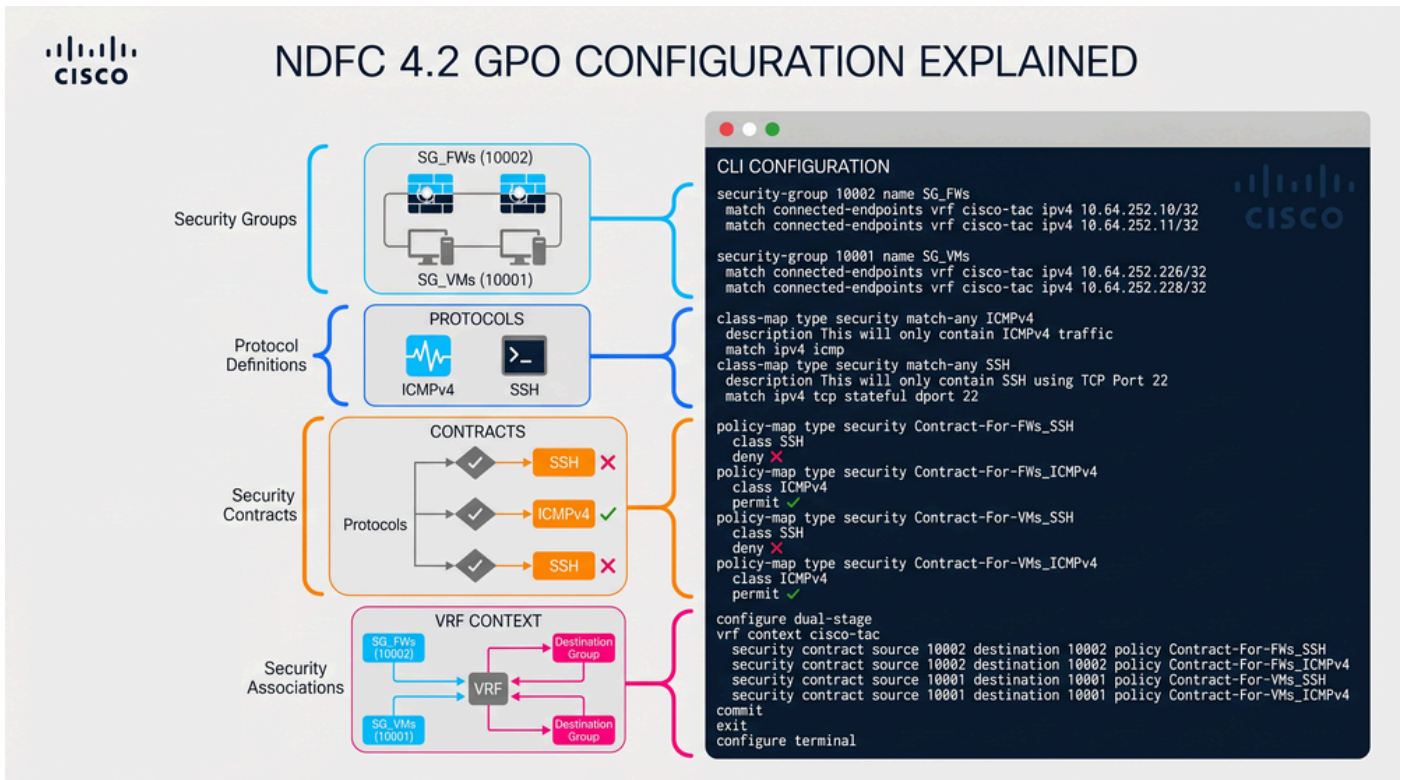 CISCO
NDFC 4.2 GPO CONFIGURATION EXPLAINED
Security Groups
SG_FWs (10002)
SG_VMs (10001)
Protocol
Definitions
PROTOCOLS
ICMPv4
SSH
Security
Contracts
CONTRACTS
Protocols
SSH
ICMPv4
SSH
Security
Associations
VRF CONTEXT
SG_FWs
(10002)
SG_VMs
(10001)
VRF
Destination
Group
Destination
Group
CLI CONFIGURATION
CISCO
security-group 10002 name SG_FWs
match connected-endpoints vrf cisco-tac ipv4 10.64.252.10/32
match connected-endpoints vrf cisco-tac ipv4 10.64.252.11/32
security-group 10001 name SG_VMs
match connected-endpoints vrf cisco-tac ipv4 10.64.252.226/32
match connected-endpoints vrf cisco-tac ipv4 10.64.252.228/32
class-map type security match-any ICMPv4
description This will only contain ICMPv4 traffic
match ipv4 icmp
class-map type security match-any SSH
description This will only contain SSH using TCP Port 22
match ipv4 tcp stateful dport 22
policy-map type security Contract-For-FWs_SSH
class SSH
deny ❌
policy-map type security Contract-For-FWs_ICMPv4
class ICMPv4
permit ✓
policy-map type security Contract-For-VMs_SSH
class SSH
deny ❌
policy-map type security Contract-For-VMs_ICMPv4
class ICMPv4
permit ✓
configure dual-stage
vrf context cisco-tac
security contract source 10002 destination 10002 policy Contract-For-FWs_SSH
security contract source 10002 destination 10002 policy Contract-For-FWs_ICMPv4
security contract source 10001 destination 10001 policy Contract-For-VMs_SSH
security contract source 10001 destination 10001 policy Contract-For-VMs_ICMPv4
commit
exit
configure terminal